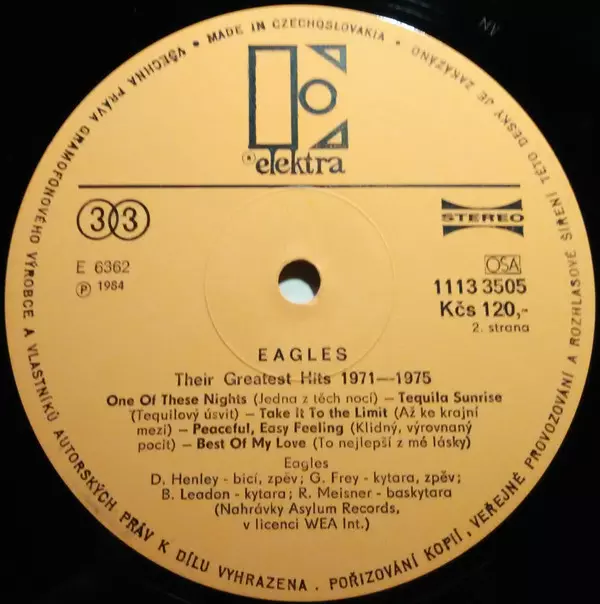 VŠECHNA PRÁVA GRAMOFONOVÉHO VÝROBCE A VLASTNÍKŮ AUTORSKÝCH PRÁV K DÍLU VYHRAZENA . POŘIZOVÁNÍ KOPIÍ , VEŘEJNÉ PROVOZOVÁNÍ A ROZHLASOVÉ ŠÍŘENÍ TÉTO DESKY JE ZAKÁZÁNO
• MADE IN CZECHOSLOVAKIA •
elektra
33
STEREO
E 6362
℗ 1984
OSA
1113 3505
Kčs 120,-
2. strana
EAGLES
Their Greatest Hits 1971—1975
One Of These Nights (Jedna z těch nocí) – Tequila Sunrise
(Tequilový úsvit) – Take It To the Limit (Až ke krajní
mezi) – Peaceful, Easy Feeling (Klidný, výrovnaný
pocit) – Best Of My Love (To nejlepší z mé lásky)
Eagles
D. Henley - bicí, zpěv; G. Frey - kytara, zpěv;
B. Leadon - kytara; R. Meisner - baskytara
(Nahrávky Asylum Records,
v licenci WEA Int.)